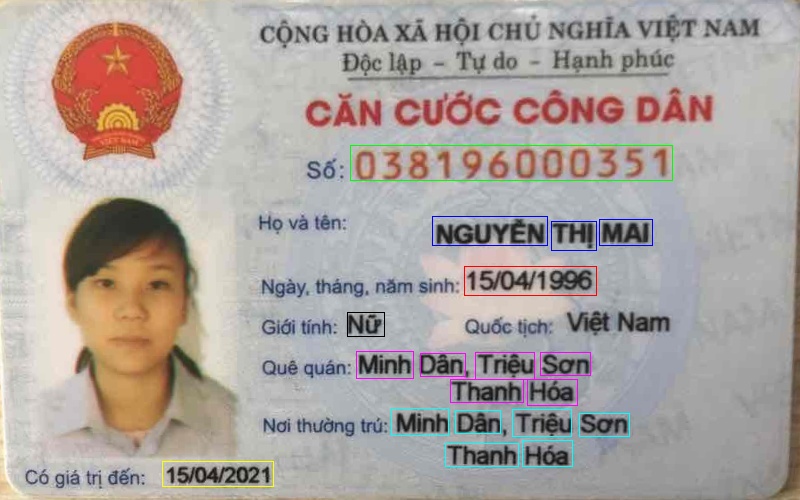 CỘNG HÒA XÃ HỘI CHỦ NGHĨA VIỆT NAM
Độc lập - Tự do - Hạnh phúc
CĂN CƯỚC CÔNG DÂN
Số: 038196000351
Họ và tên: NGUYỄN THỊ MAI
Ngày, tháng, năm sinh: 15/04/1996
Giới tính: Nữ Quốc tịch: Việt Nam
Quê quán: Minh Dân, Triệu Sơn
Thanh Hóa
Nơi thường trú: Minh Dân, Triệu Sơn
Thanh Hóa
Có giá trị đến: 15/04/2021